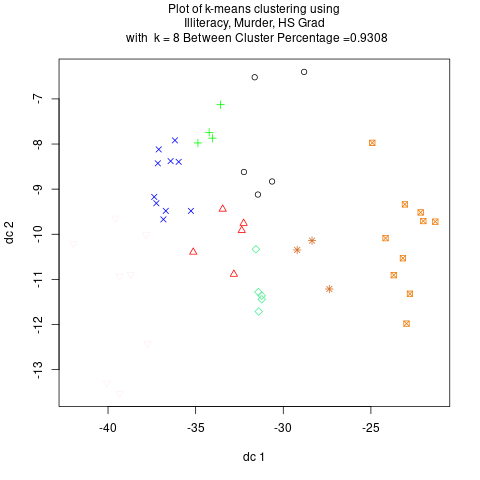 Plot of k-means clustering using
Illiteracy, Murder, HS Grad
with  k = 8 Between Cluster Percentage =0.9308
dc 2
-7
-8
-9
-10
-11
-12
-13
-40
-35
-30
-25
dc 1